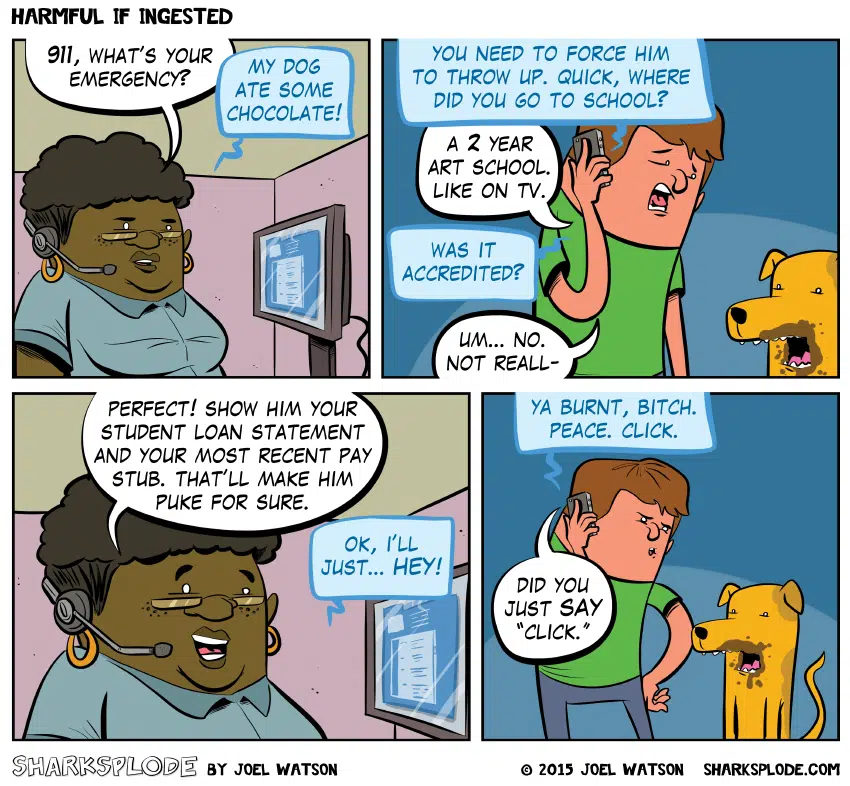 HARMFUL IF INGESTED
911, WHAT'S YOUR
EMERGENCY?
MY DOG
ATE SOME
CHOCOLATE!
YOU NEED TO FORCE HIM
TO THROW UP. QUICK, WHERE
DID YOU GO TO SCHOOL?
A 2 YEAR
ART SCHOOL.
LIKE ON TV.
WAS IT
ACCREDITED?
UM... NO.
NOT REALL-
PERFECT! SHOW HIM YOUR
STUDENT LOAN STATEMENT
AND YOUR MOST RECENT PAY
STUB. THAT'LL MAKE HIM
PUKE FOR SURE.
OK, I'LL
JUST... HEY!
YA BURNT, BITCH.
PEACE. CLICK.
DID YOU
JUST SAY
"CLICK."
SHARKSPLODE BY JOEL WATSON
© 2015 JOEL WATSON SHARKSPLODE.COM